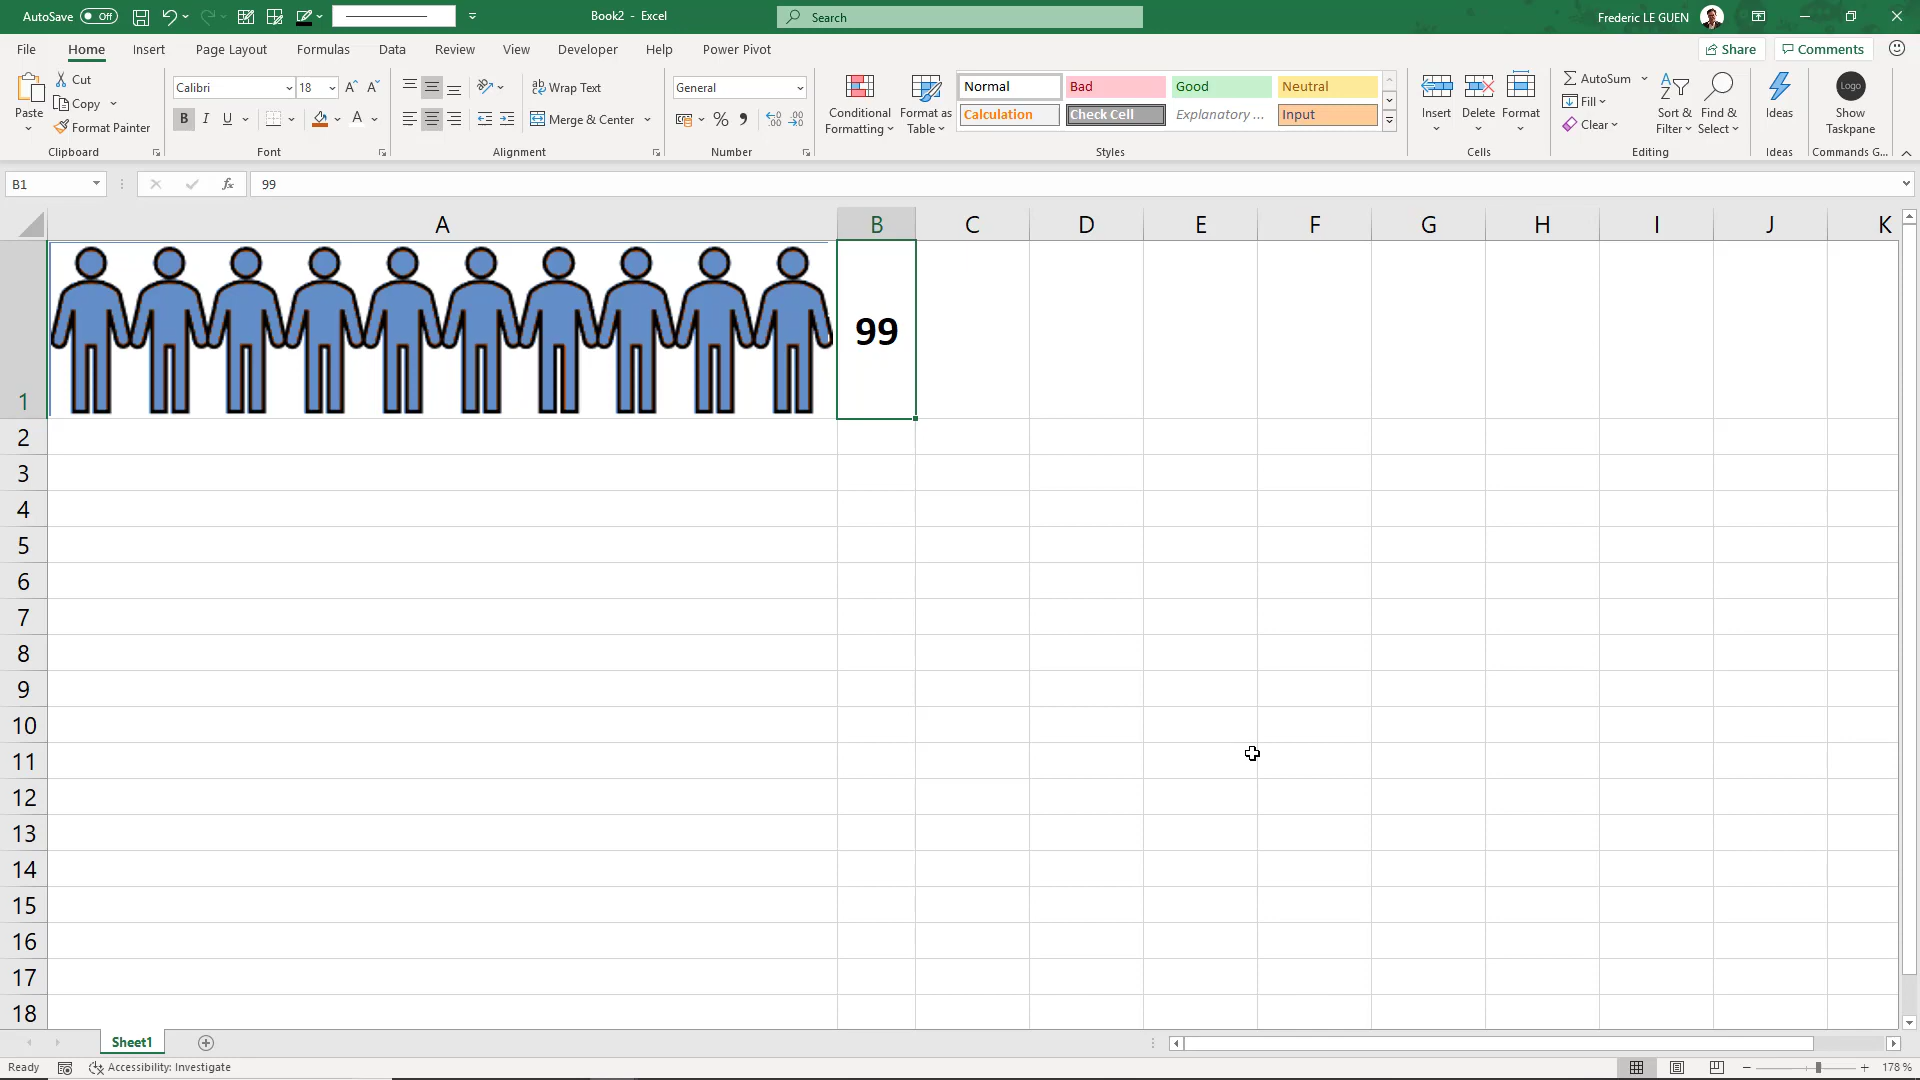 AutoSave Off Book2 - Excel Search Frederic LE GUEN
File Home Insert Page Layout Formulas Data Review View Developer Help Power Pivot Share Comments
Paste Cut Copy Format Painter Clipboard
Calibri 18 B I U A Font
Wrap Text Merge & Center Alignment
General % Number
Conditional Formatting Format as Table Normal Bad Good Neutral
Calculation Check Cell Explanatory ... Input Styles
Insert Delete Format Cells
AutoSum Fill Clear Sort & Filter Find & Select Editing
Ideas Ideas
Logo Show Taskpane Commands G...
B1 fx 99
A B C D E F G H I J K
1 99
2
3
4
5
6
7
8
9
10
11
12
13
14
15
16
17
18
Sheet1
Ready Accessibility: Investigate 178 %